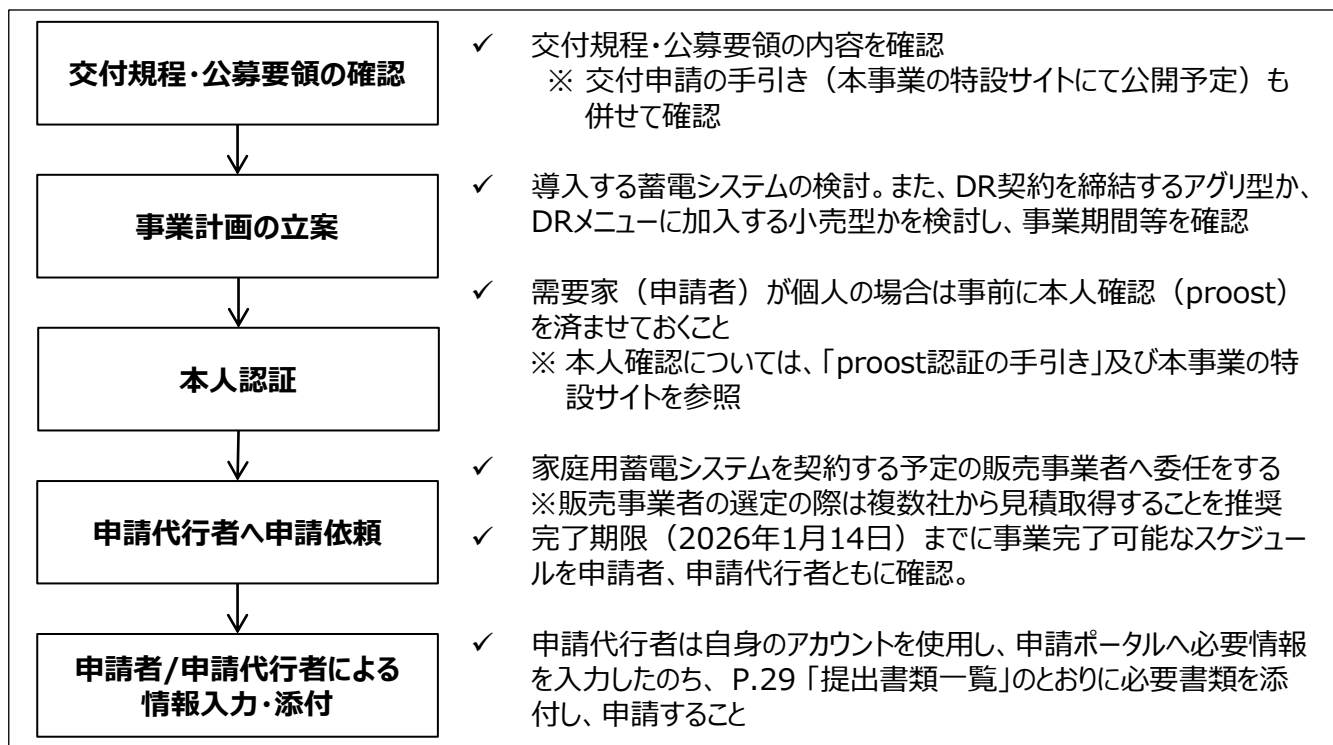 交付規程・公募要領の確認
✓ 交付規程・公募要領の内容を確認
※ 交付申請の手引き（本事業の特設サイトにて公開予定）も
併せて確認
事業計画の立案
✓ 導入する蓄電システムの検討。また、DR契約を締結するアグリ型か、
DRメニューに加入する小売型かを検討し、事業期間等を確認
本人認証
✓ 需要家（申請者）が個人の場合は事前に本人確認（proost）
を済ませておくこと
※ 本人確認については、「proost認証の手引き」及び本事業の特
設サイトを参照
申請代行者へ申請依頼
✓ 家庭用蓄電システムを契約する予定の販売事業者へ委任をする
※販売事業者の選定の際は複数社から見積取得することを推奨
✓ 完了期限（2026年1月14日）までに事業完了可能なスケジュー
ルを申請者、申請代行者ともに確認。
申請者/申請代行者による
情報入力・添付
✓ 申請代行者は自身のアカウントを使用し、申請ポータルへ必要情報
を入力したのち、 P.29 「提出書類一覧」のとおりに必要書類を添
付し、申請すること